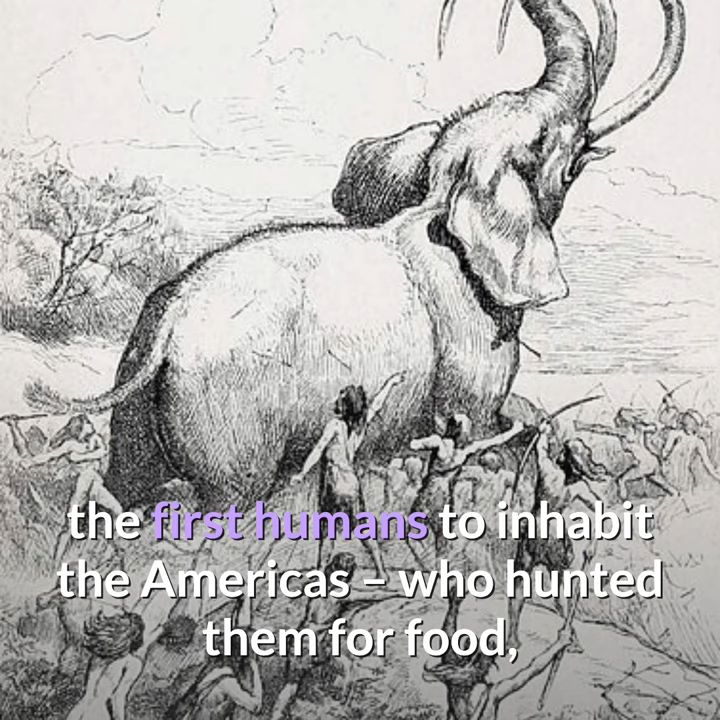 the first humans to inhabit
the Americas – who hunted
them for food,